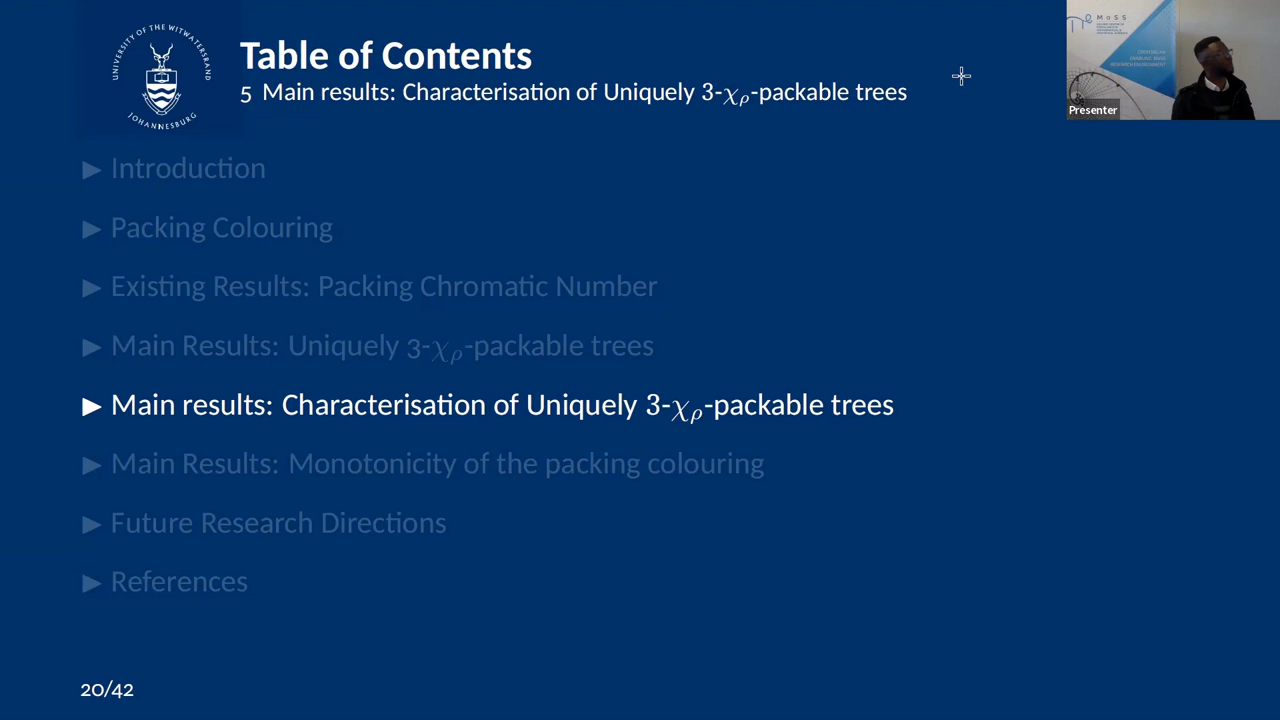 UNIVERSITY OF THE WITWATERSRAND
JOHANNESBURG
Table of Contents
5 Main results: Characterisation of Uniquely 3-χρ-packable trees
MaSS
Presenter
▶ Introduction
▶ Packing Colouring
▶ Existing Results: Packing Chromatic Number
▶ Main Results: Uniquely 3-χρ-packable trees
▶ Main results: Characterisation of Uniquely 3-χρ-packable trees
▶ Main Results: Monotonicity of the packing colouring
▶ Future Research Directions
▶ References
20/42